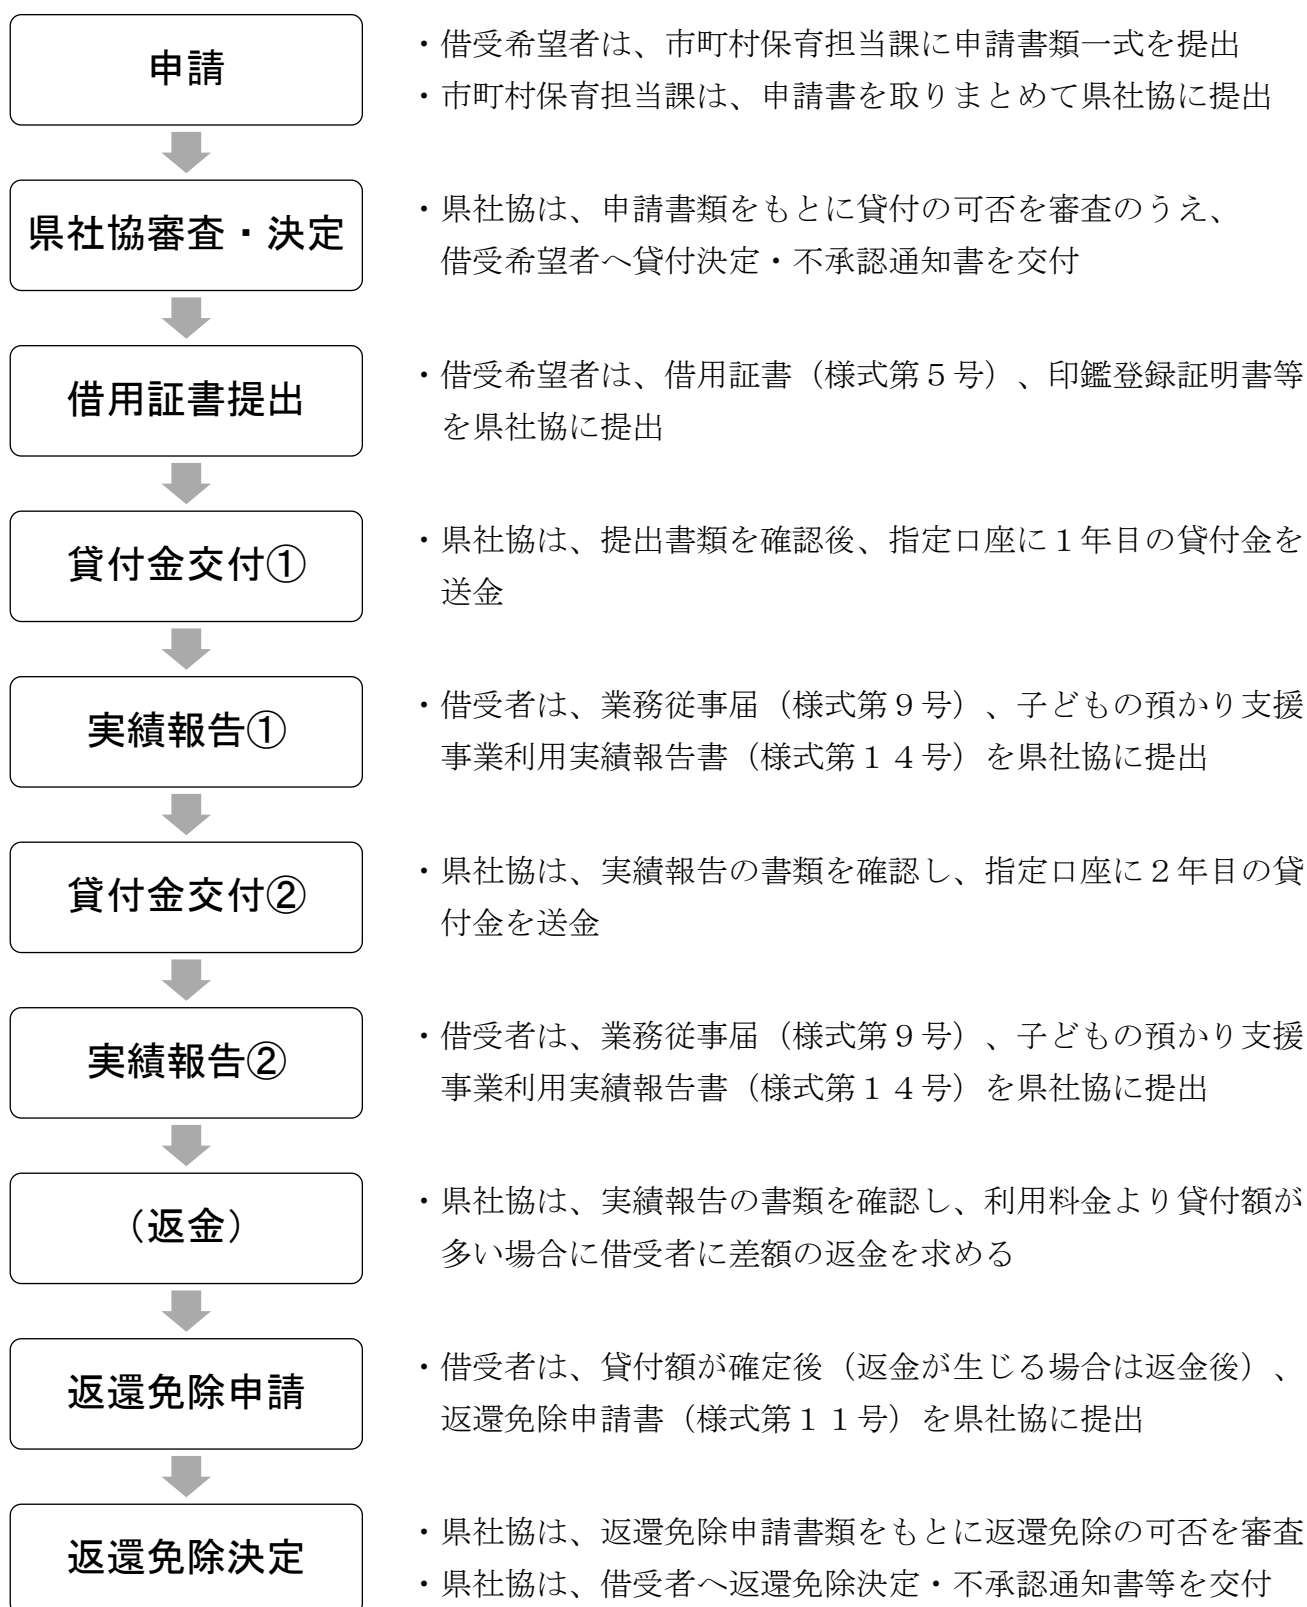 申請
・借受希望者は、市町村保育担当課に申請書類一式を提出
・市町村保育担当課は、申請書を取りまとめて県社協に提出
県社協審査・決定
・県社協は、申請書類をもとに貸付の可否を審査のうえ、
借受希望者へ貸付決定・不承認通知書を交付
借用証書提出
・借受希望者は、借用証書（様式第５号）、印鑑登録証明書等
を県社協に提出
貸付金交付①
・県社協は、提出書類を確認後、指定口座に１年目の貸付金を
送金
実績報告①
・借受者は、業務従事届（様式第９号）、子どもの預かり支援
事業利用実績報告書（様式第１４号）を県社協に提出
貸付金交付②
・県社協は、実績報告の書類を確認し、指定口座に２年目の貸
付金を送金
実績報告②
・借受者は、業務従事届（様式第９号）、子どもの預かり支援
事業利用実績報告書（様式第１４号）を県社協に提出
（返金）
・県社協は、実績報告の書類を確認し、利用料金より貸付額が
多い場合に借受者に差額の返金を求める
返還免除申請
・借受者は、貸付額が確定後（返金が生じる場合は返金後）、
返還免除申請書（様式第１１号）を県社協に提出
返還免除決定
・県社協は、返還免除申請書類をもとに返還免除の可否を審査
・県社協は、借受者へ返還免除決定・不承認通知書等を交付